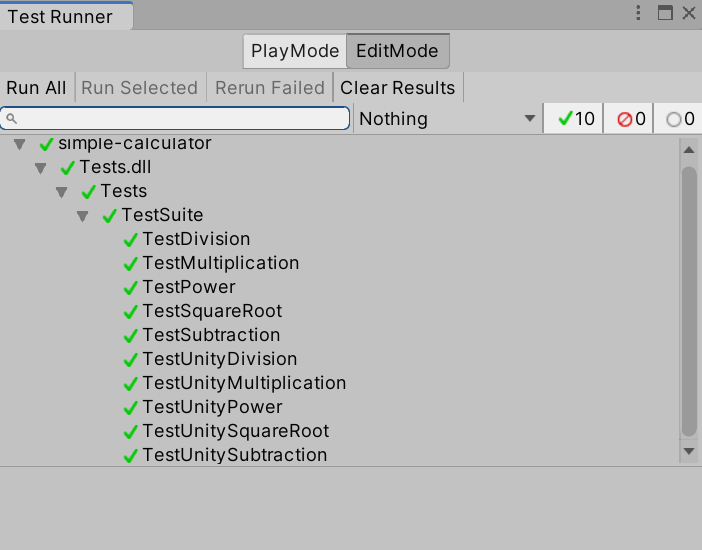 Test Runner
PlayMode EditMode
Run All Run Selected Rerun Failed Clear Results
Nothing 10 0 0
simple-calculator
Tests.dll
Tests
TestSuite
TestDivision
TestMultiplication
TestPower
TestSquareRoot
TestSubtraction
TestUnityDivision
TestUnityMultiplication
TestUnityPower
TestUnitySquareRoot
TestUnitySubtraction